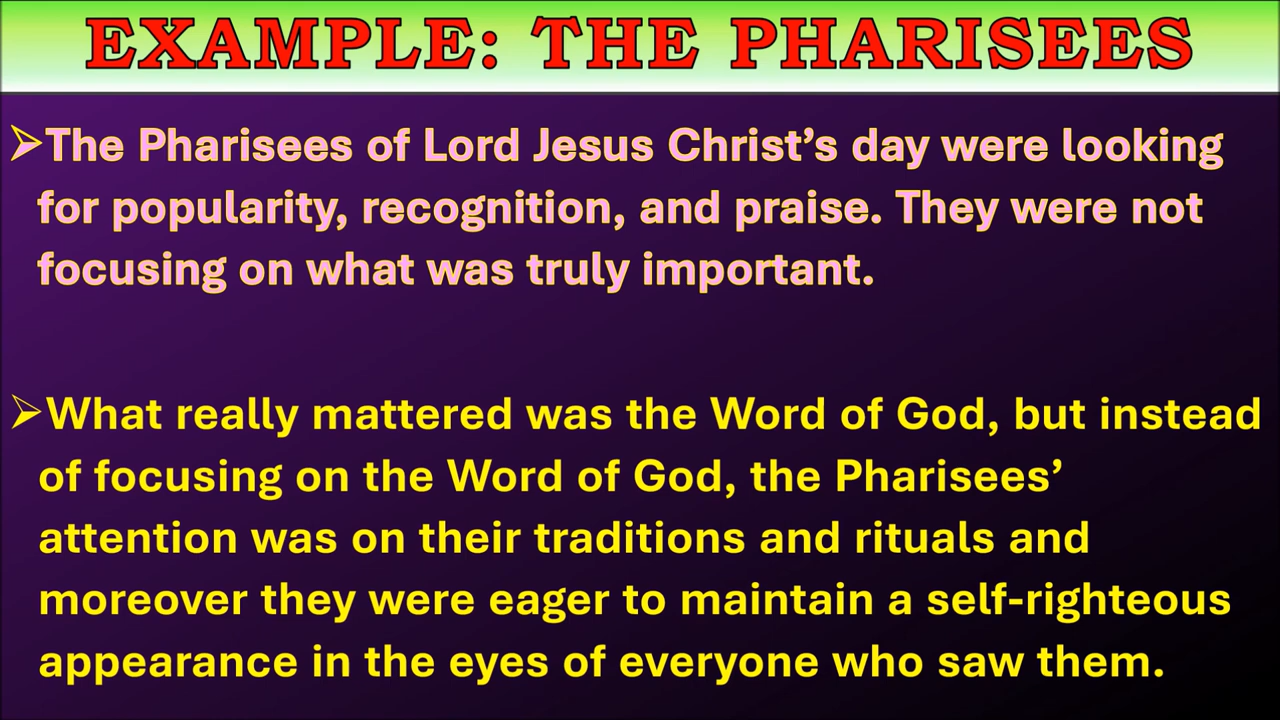 EXAMPLE: THE PHARISEES
➢The Pharisees of Lord Jesus Christ’s day were looking
for popularity, recognition, and praise. They were not
focusing on what was truly important.
➢What really mattered was the Word of God, but instead
of focusing on the Word of God, the Pharisees’
attention was on their traditions and rituals and
moreover they were eager to maintain a self-righteous
appearance in the eyes of everyone who saw them.